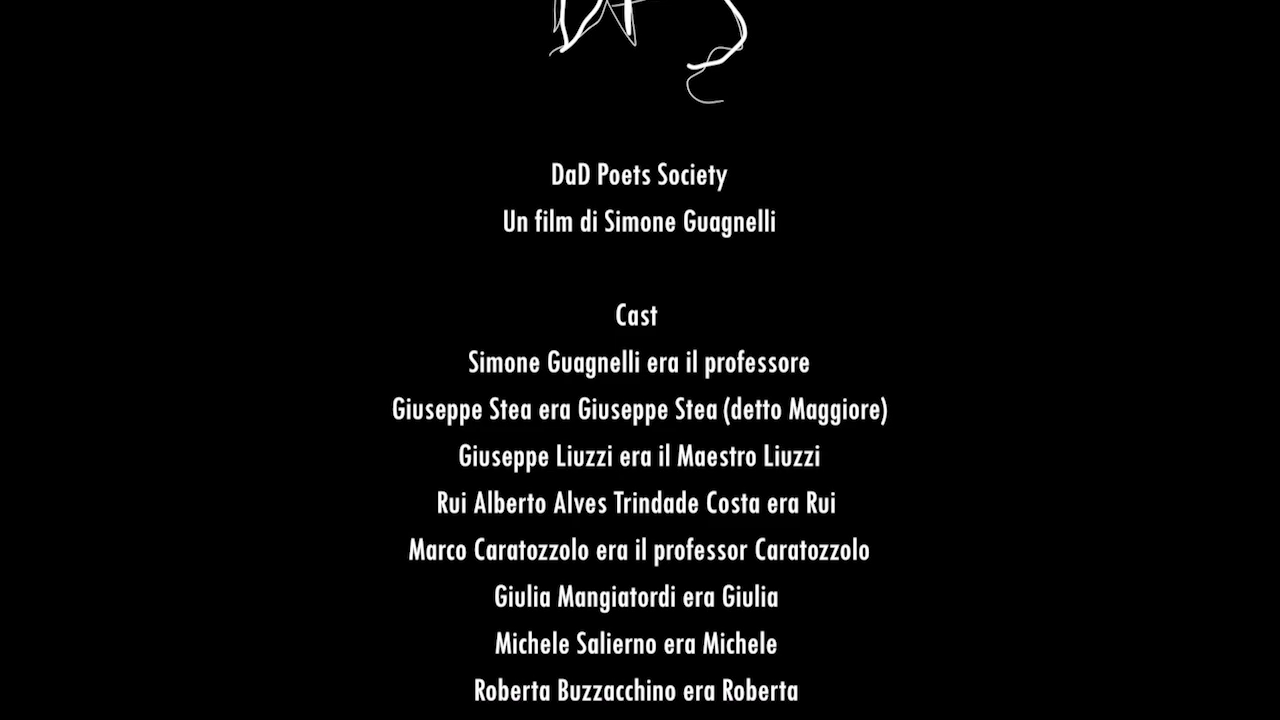 DaD Poets Society
Un film di Simone Guagnelli
Cast
Simone Guagnelli era il professore
Giuseppe Stea era Giuseppe Stea (detto Maggiore)
Giuseppe Liuzzi era il Maestro Liuzzi
Rui Alberto Alves Trindade Costa era Rui
Marco Caratozzolo era il professor Caratozzolo
Giulia Mangiatordi era Giulia
Michele Salierno era Michele
Roberta Buzzacchino era Roberta